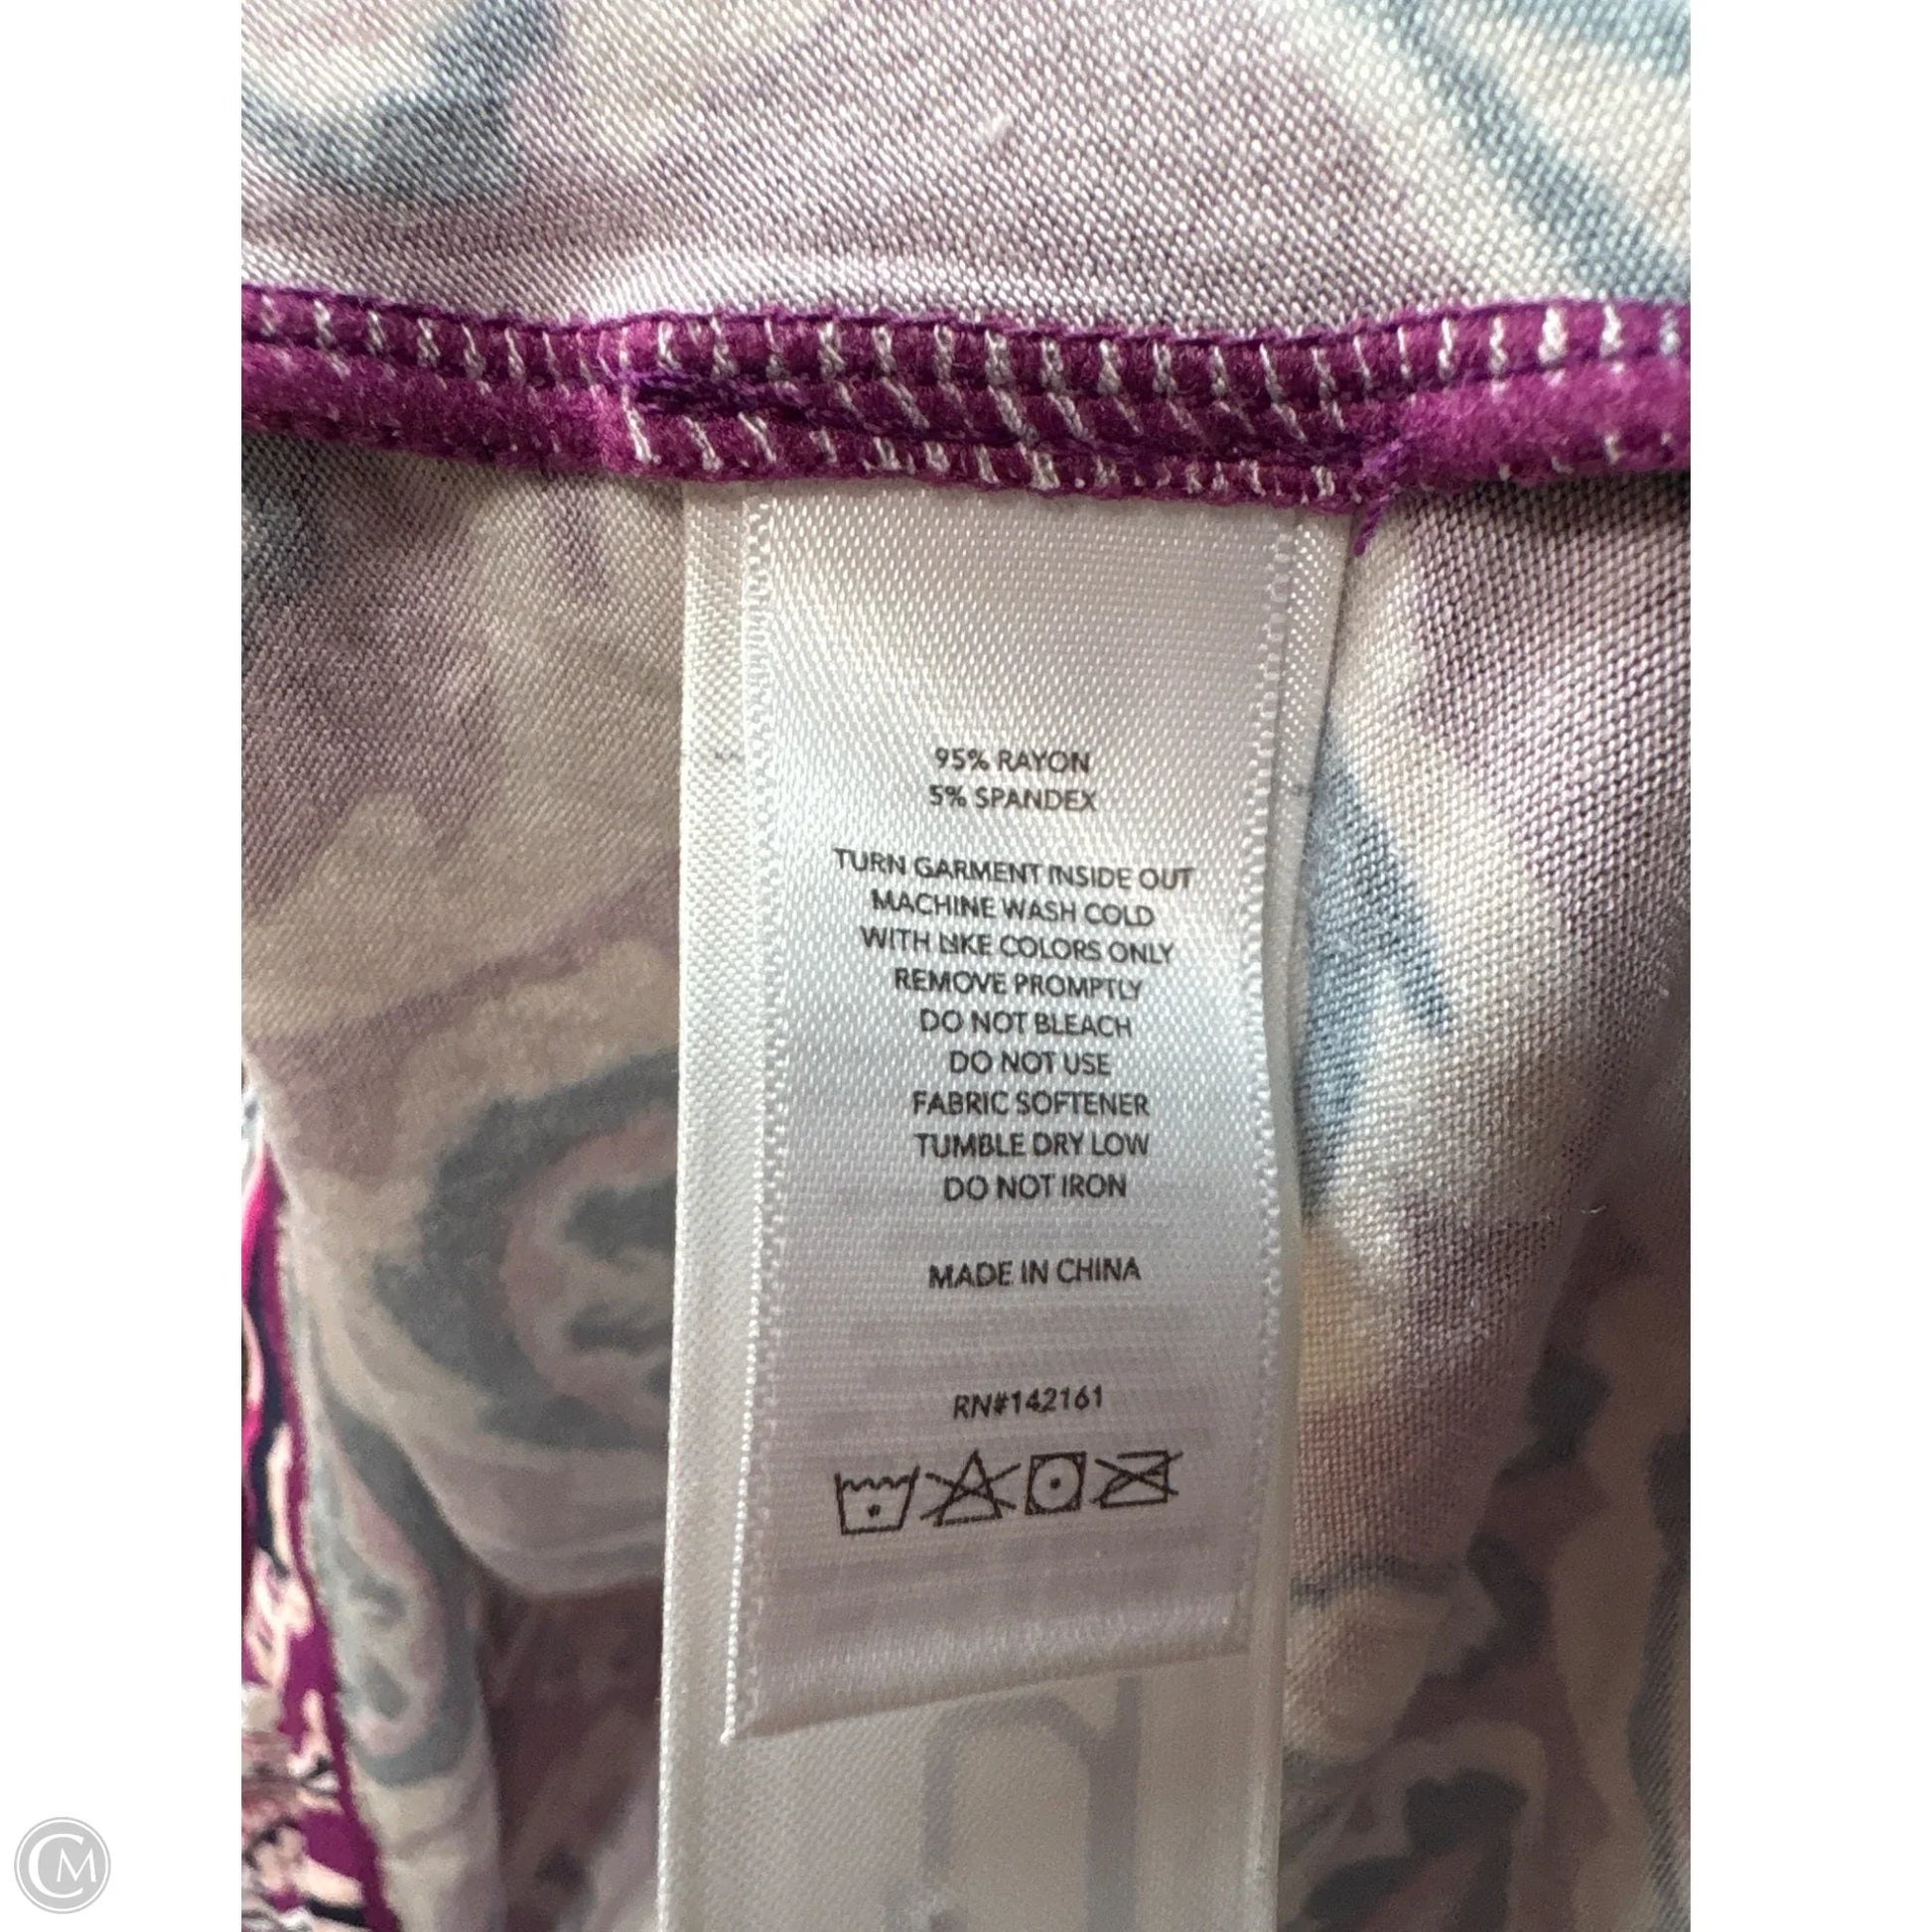 95% RAYON
5% SPANDEX
TURN GARMENT INSIDE OUT
MACHINE WASH COLD
WITH LIKE COLORS ONLY
REMOVE PROMPTLY
DO NOT BLEACH
DO NOT USE
FABRIC SOFTENER
TUMBLE DRY LOW
DO NOT IRON
MADE IN CHINA
RN#142161
CM